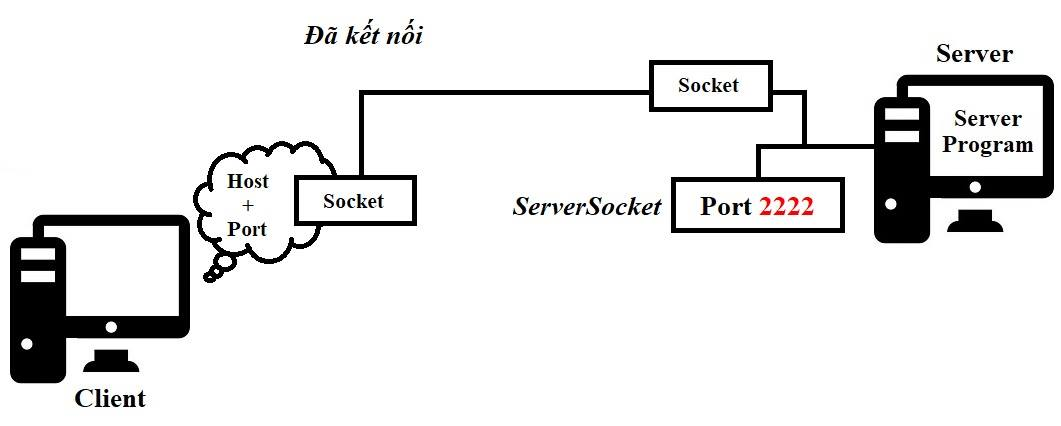 Đã kết nối
Server
Socket
Server
Program
Host
+
Port
Socket
ServerSocket
Port 2222
Client